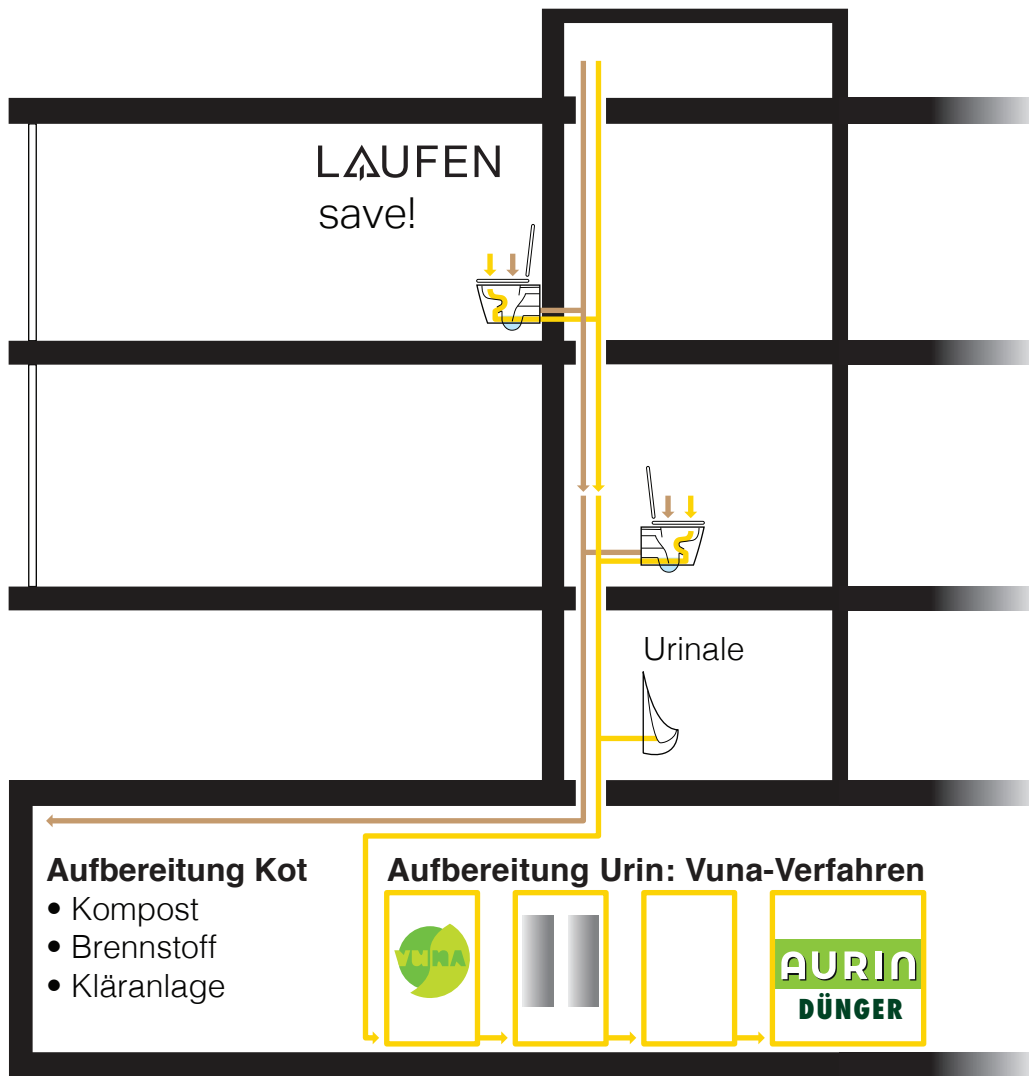 LAUFEN
save!
Urinale
Aufbereitung Kot
• Kompost
• Brennstoff
• Kläranlage
Aufbereitung Urin: Vuna-Verfahren
VUNA
AURIN
DÜNGER